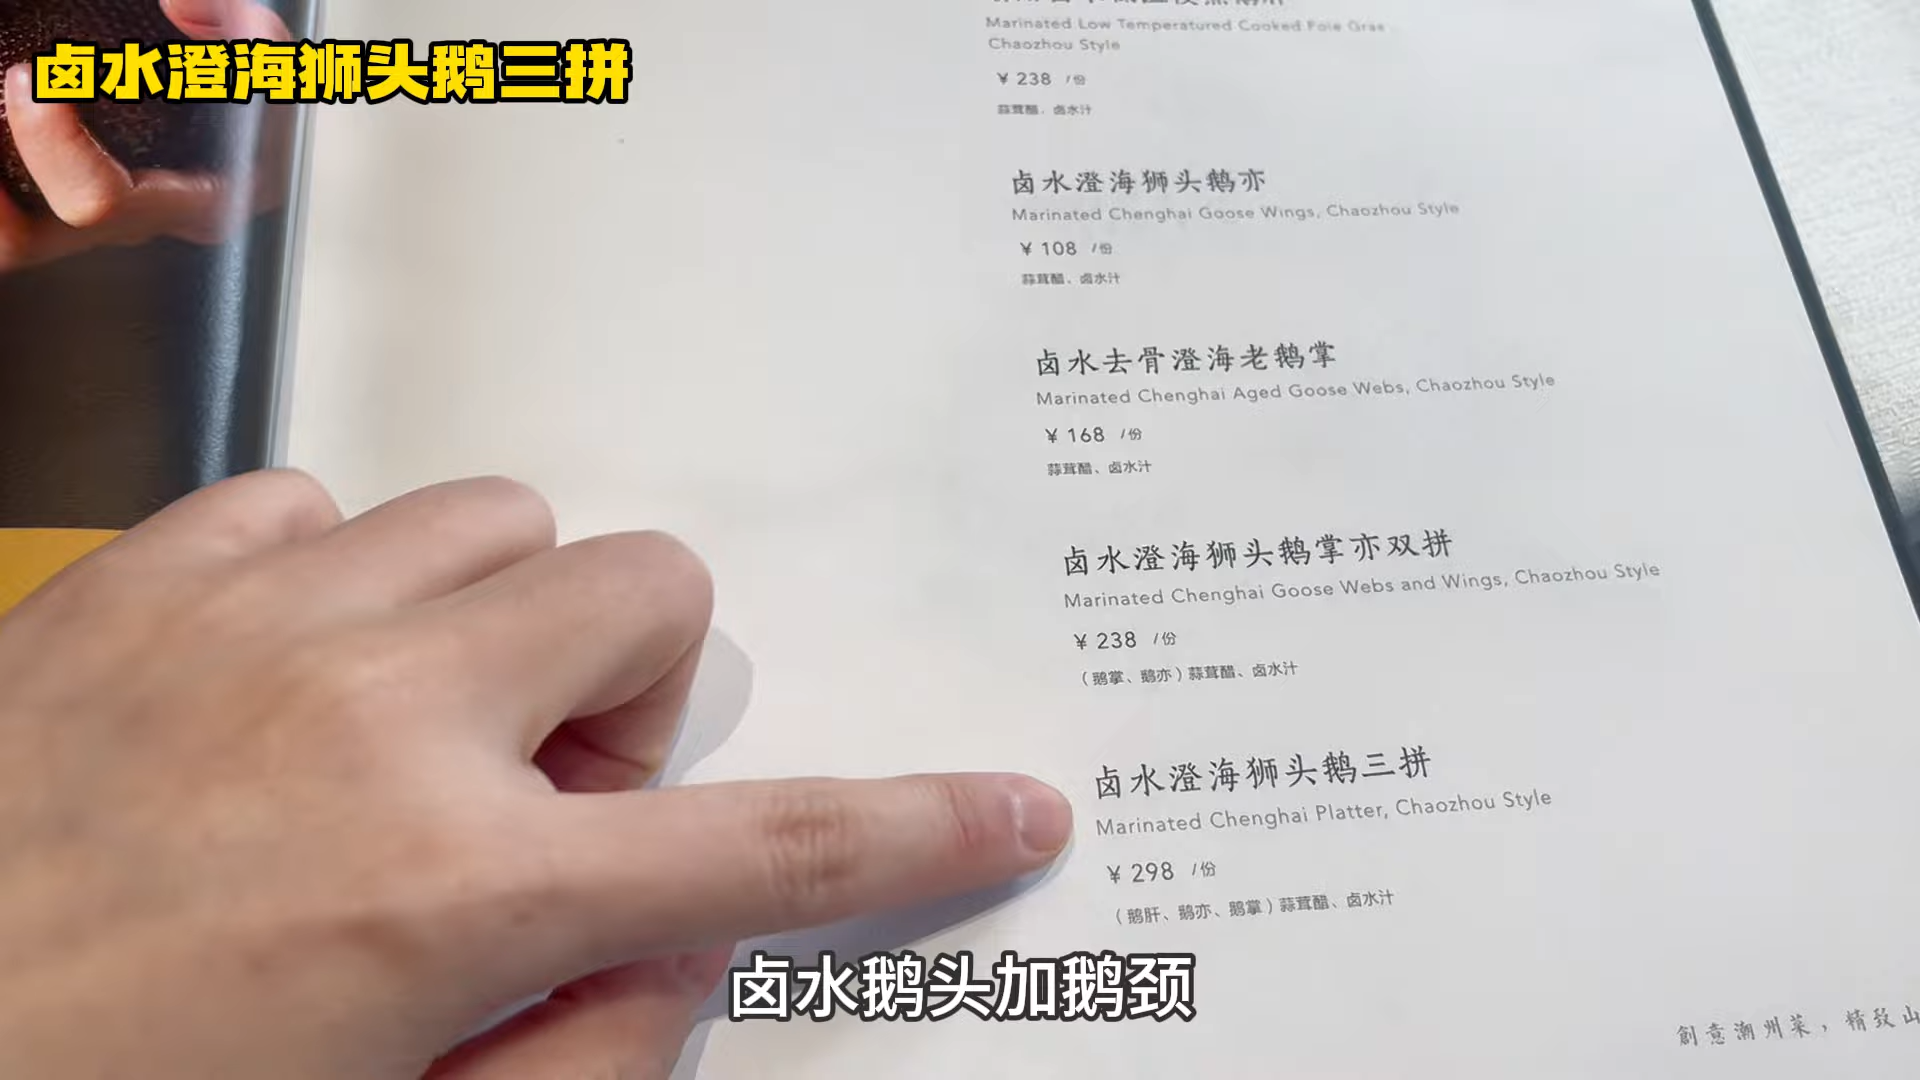 卤水澄海狮头鹅三拼
Marinated Low Temperatured Cooked Foie Gras
Chaozhou Style
¥ 238 /份
蒜茸醋、卤水汁
卤水澄海狮头鹅亦
Marinated Chenghai Goose Wings, Chaozhou Style
¥ 108 /份
蒜茸醋、卤水汁
卤水去骨澄海老鹅掌
Marinated Chenghai Aged Goose Webs, Chaozhou Style
¥ 168 /份
蒜茸醋、卤水汁
卤水澄海狮头鹅掌亦双拼
Marinated Chenghai Goose Webs and Wings, Chaozhou Style
¥ 238 /份
（鹅掌、鹅亦）蒜茸醋、卤水汁
卤水澄海狮头鹅三拼
Marinated Chenghai Platter, Chaozhou Style
¥ 298 /份
（鹅肝、鹅亦、鹅掌）蒜茸醋、卤水汁
卤水鹅头加鹅颈
創意潮州菜，精致山